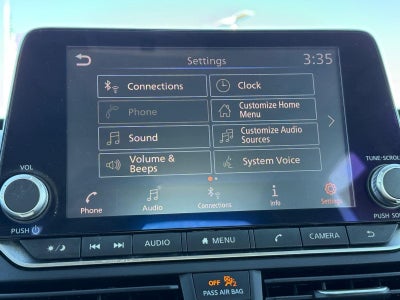 Settings
3:35
Connections
Clock
Phone
Customize Home
Menu
Sound
Customize Audio
Sources
Volume &
Beeps
System Voice
Phone
Audio
Connections
Info
Settings
VOL
PUSH
TUNE-SCROLL
PUSH
AUDIO
MENU
CAMERA
OFF
PASS AIR BAG